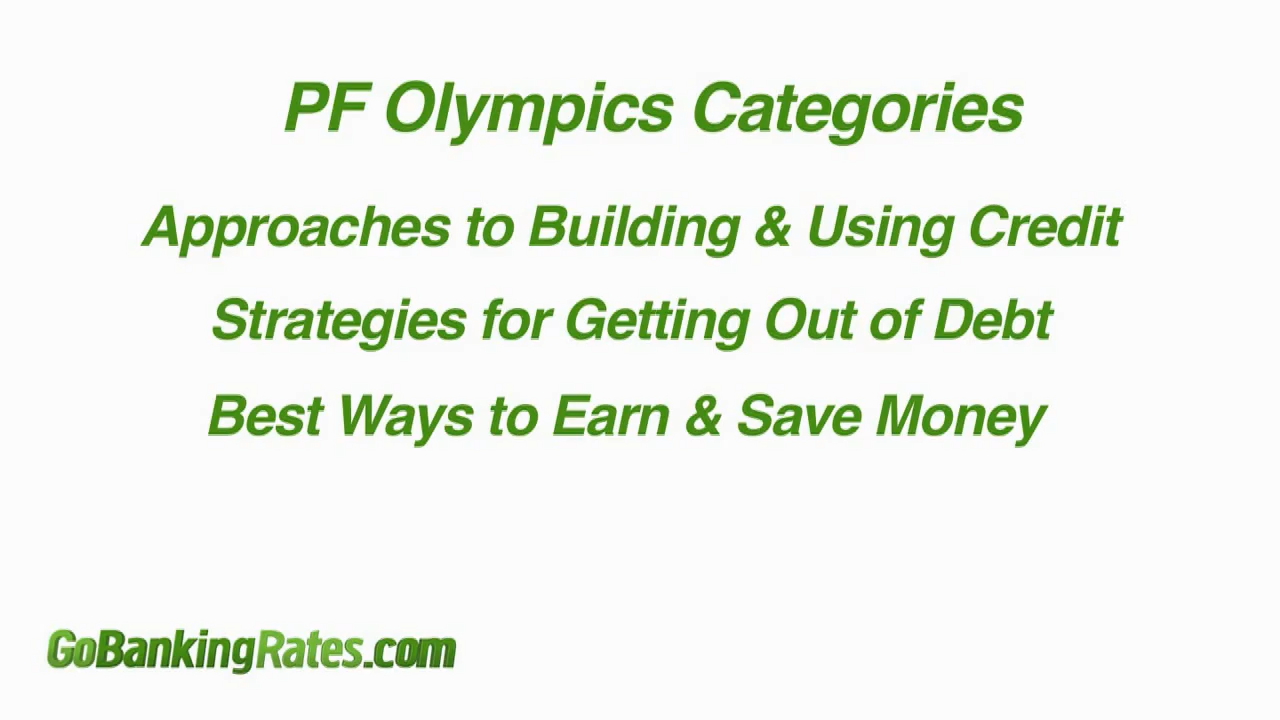 PF Olympics Categories
Approaches to Building & Using Credit
Strategies for Getting Out of Debt
Best Ways to Earn & Save Money
GoBankingRates.com